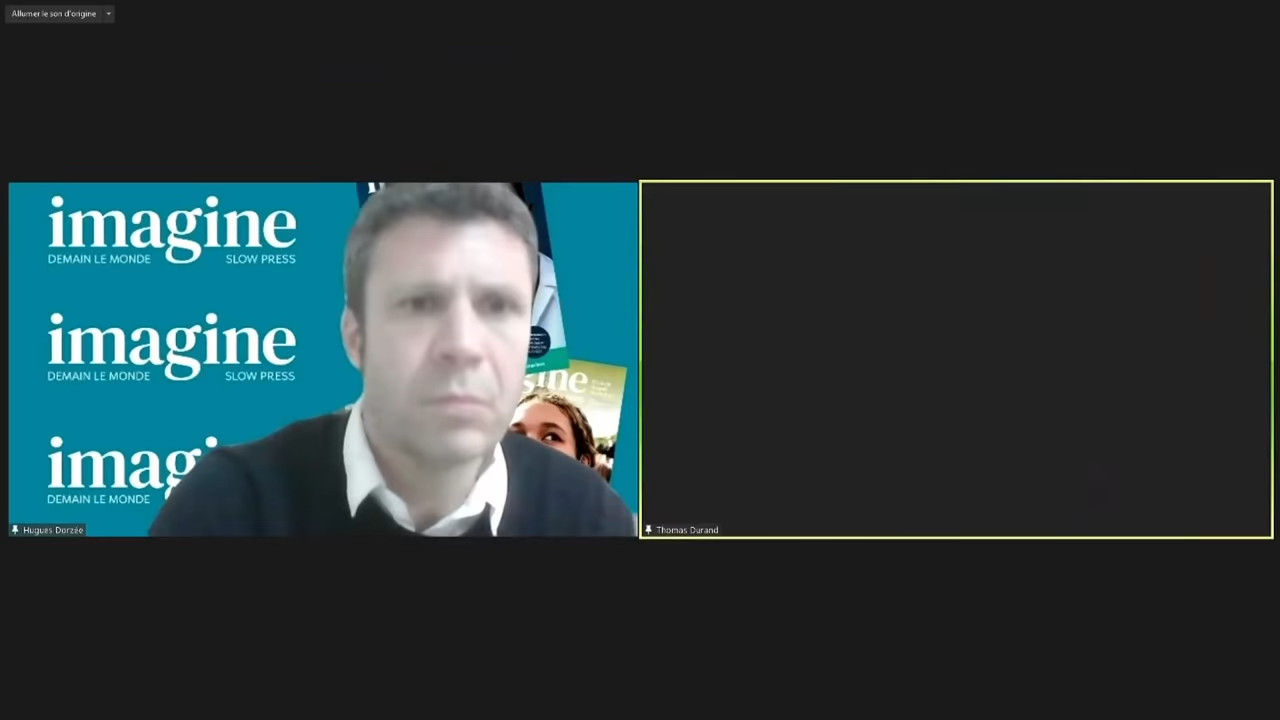 Allumer le son d'origine
imagine
DEMAIN LE MONDE SLOW PRESS
imagine
DEMAIN LE MONDE SLOW PRESS
imag
DEMAIN LE MONDE
Hugues Dorzée
Thomas Durand